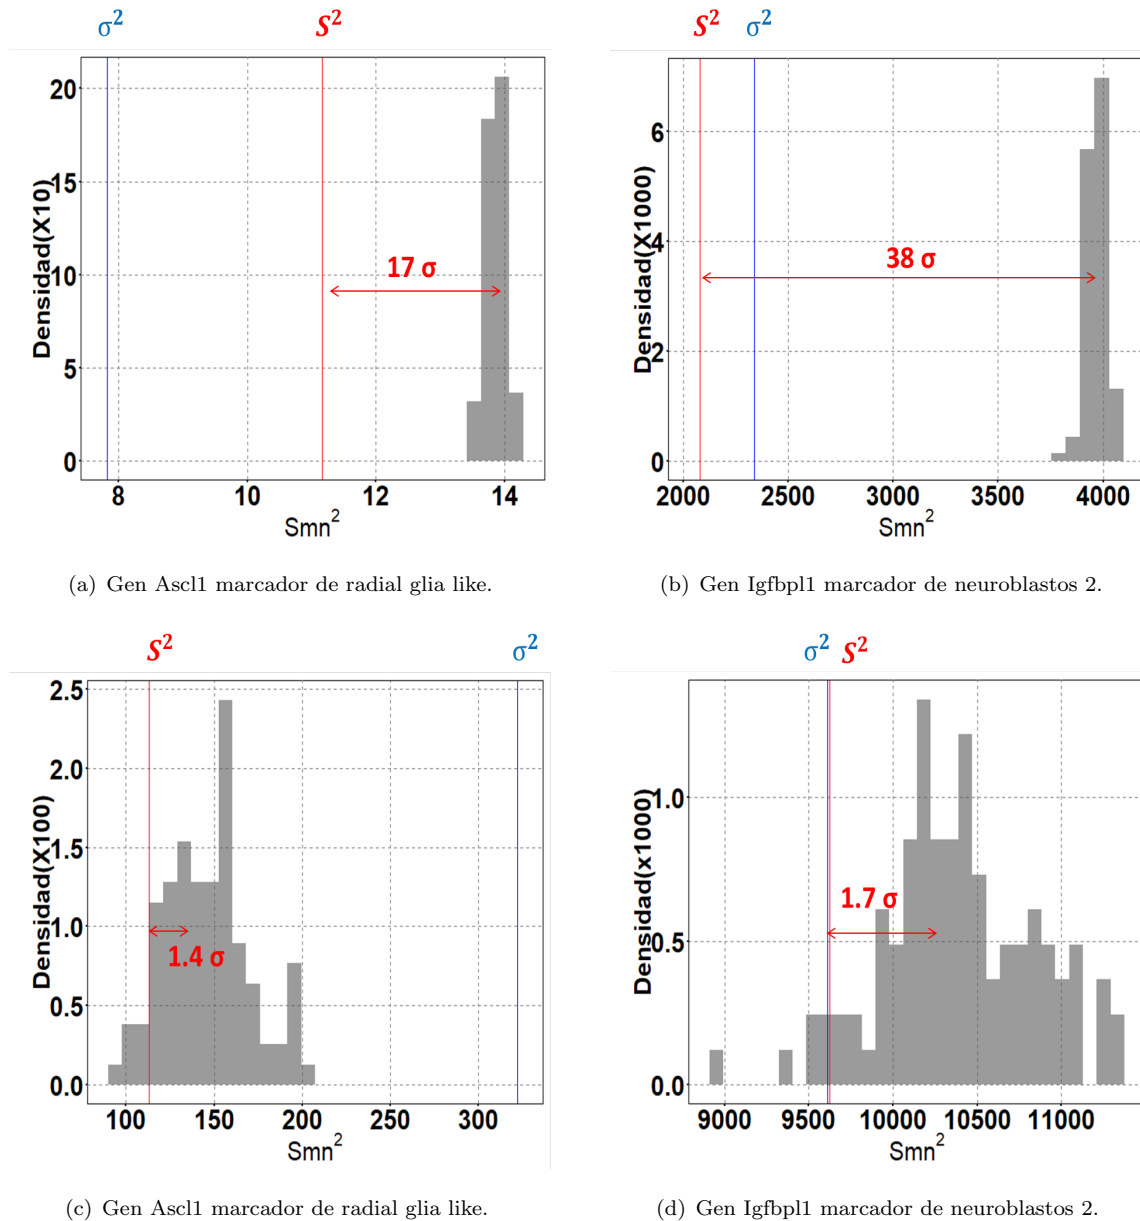 σ² S² S² σ²
Densidad(X10)
20
15
10
5
0
17 σ
8 10 12 14
Smn²
Densidad(X1000)
6
4
2
0
38 σ
2000 2500 3000 3500 4000
Smn²
(a) Gen Ascl1 marcador de radial glia like.
(b) Gen Igfbpl1 marcador de neuroblastos 2.
S² σ² σ² S²
Densidad(X100)
2.5
2.0
1.5
1.0
0.5
0.0
1.4 σ
100 150 200 250 300
Smn²
Densidad(x1000)
1.0
0.5
0.0
1.7 σ
9000 9500 10000 10500 11000
Smn²
(c) Gen Ascl1 marcador de radial glia like.
(d) Gen Igfbpl1 marcador de neuroblastos 2.